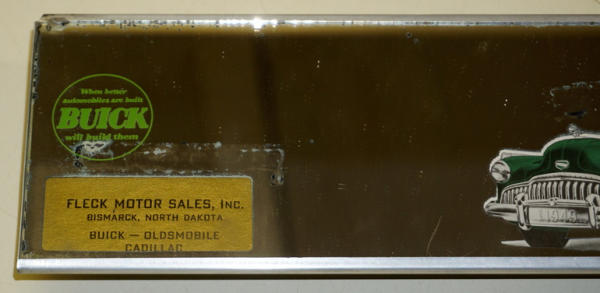 When better
automobiles are built
BUICK
will build them
FLECK MOTOR SALES, INC.
BISMARCK, NORTH DAKOTA
BUICK — OLDSMOBILE
CADILLAC
1949